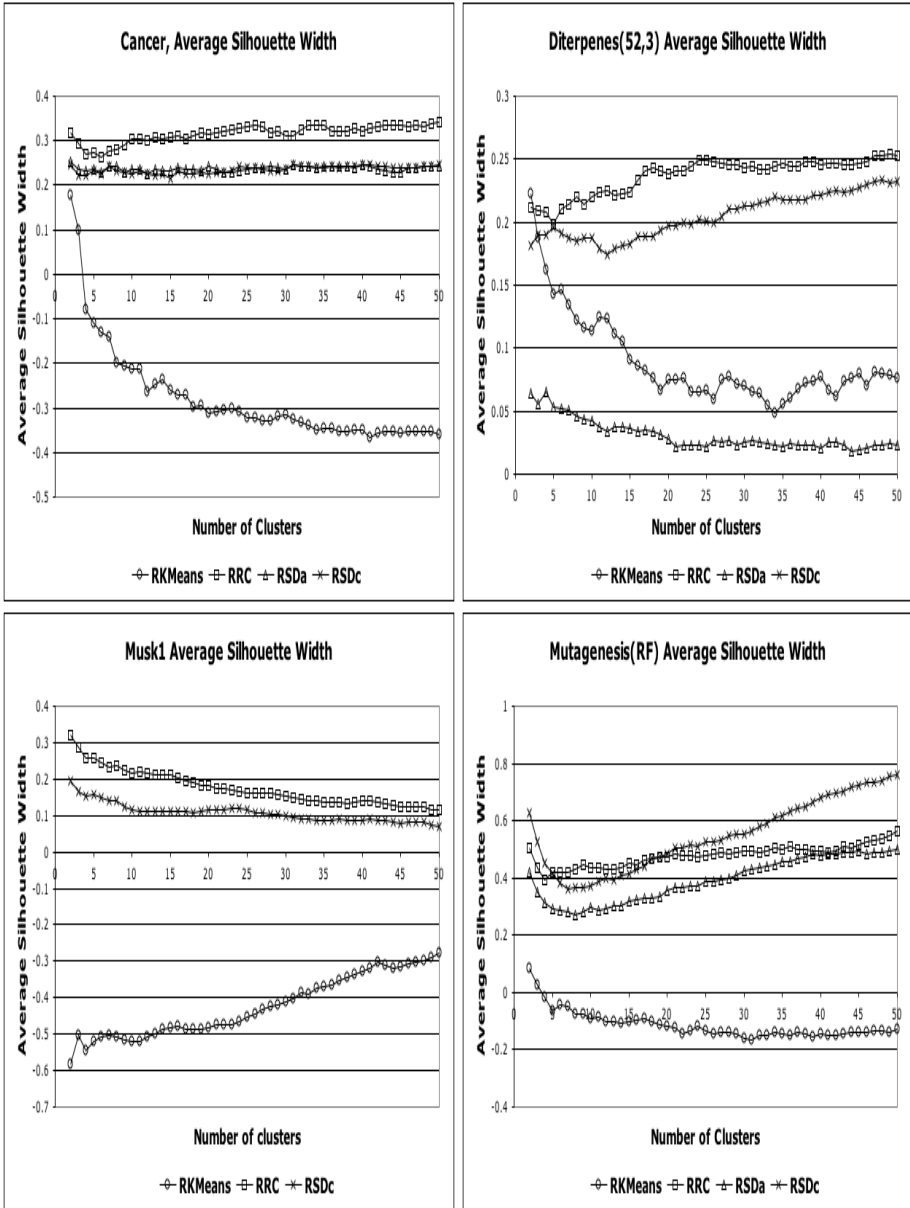 Cancer, Average Silhouette Width
Average Silhouette Width
0.4
0.3
0.2
0.1
0
-0.1
-0.2
-0.3
-0.4
-0.5
0 5 10 15 20 25 30 35 40 45 50
Number of Clusters
RKMeans RRC RSDa RSDc
Diterpenes(52,3) Average Silhouette Width
Average Silhouette Width
0.3
0.25
0.2
0.15
0.1
0.05
0
0 5 10 15 20 25 30 35 40 45 50
Number of Clusters
RKMeans RRC RSDa RSDc
Musk1 Average Silhouette Width
Average Silhouette Width
0.4
0.3
0.2
0.1
0
-0.1
-0.2
-0.3
-0.4
-0.5
-0.6
-0.7
0 5 10 15 20 25 30 35 40 45 50
Number of clusters
RKMeans RRC RSDc
Mutagenesis(RF) Average Silhouette Width
Average Silhouette Width
1
0.8
0.6
0.4
0.2
0
-0.2
-0.4
0 5 10 15 20 25 30 35 40 45 50
Number of Clusters
RKMeans RRC RSDa RSDc